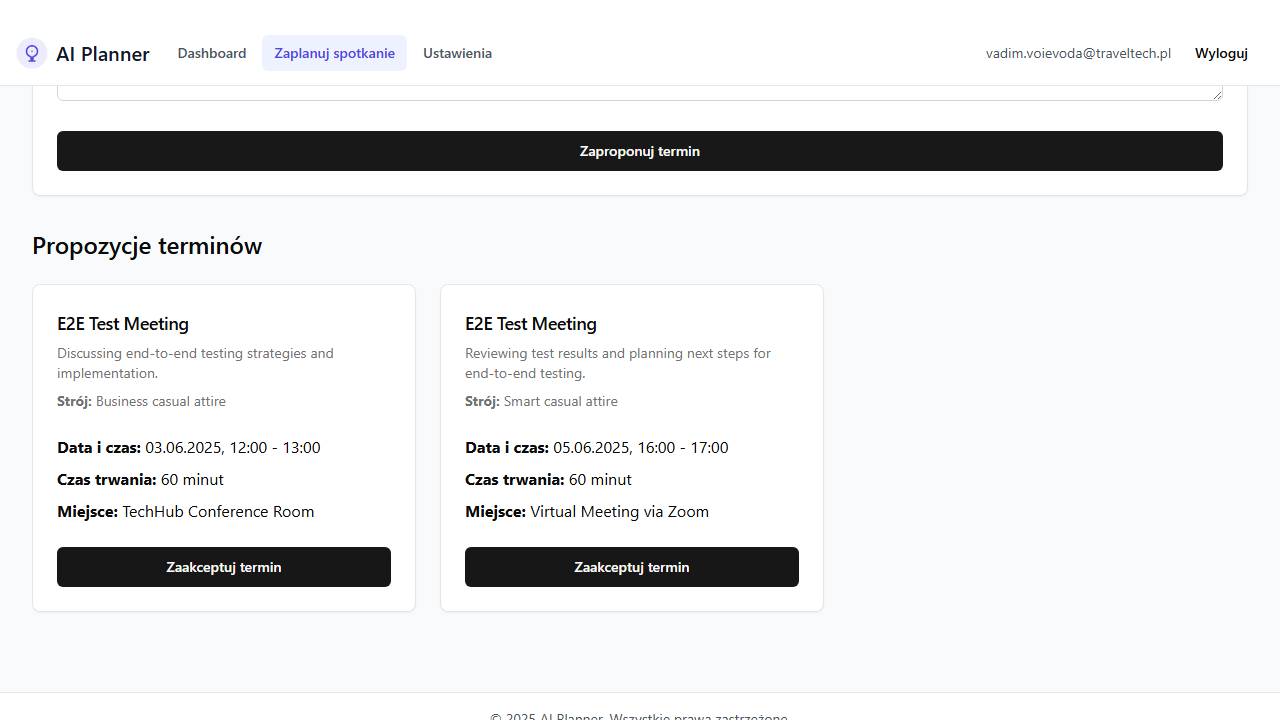 AI Planner
Dashboard
Zaplanuj spotkanie
Ustawienia
vadim.voievoda@traveltech.pl
Wyloguj
Zaproponuj termin
Propozycje terminów
E2E Test Meeting
Discussing end-to-end testing strategies and
implementation.
Strój: Business casual attire
Data i czas: 03.06.2025, 12:00 - 13:00
Czas trwania: 60 minut
Miejsce: TechHub Conference Room
Zaakceptuj termin
E2E Test Meeting
Reviewing test results and planning next steps for
end-to-end testing.
Strój: Smart casual attire
Data i czas: 05.06.2025, 16:00 - 17:00
Czas trwania: 60 minut
Miejsce: Virtual Meeting via Zoom
Zaakceptuj termin
© 2025 AI Planner. Wszystkie prawa zastrzeżone.